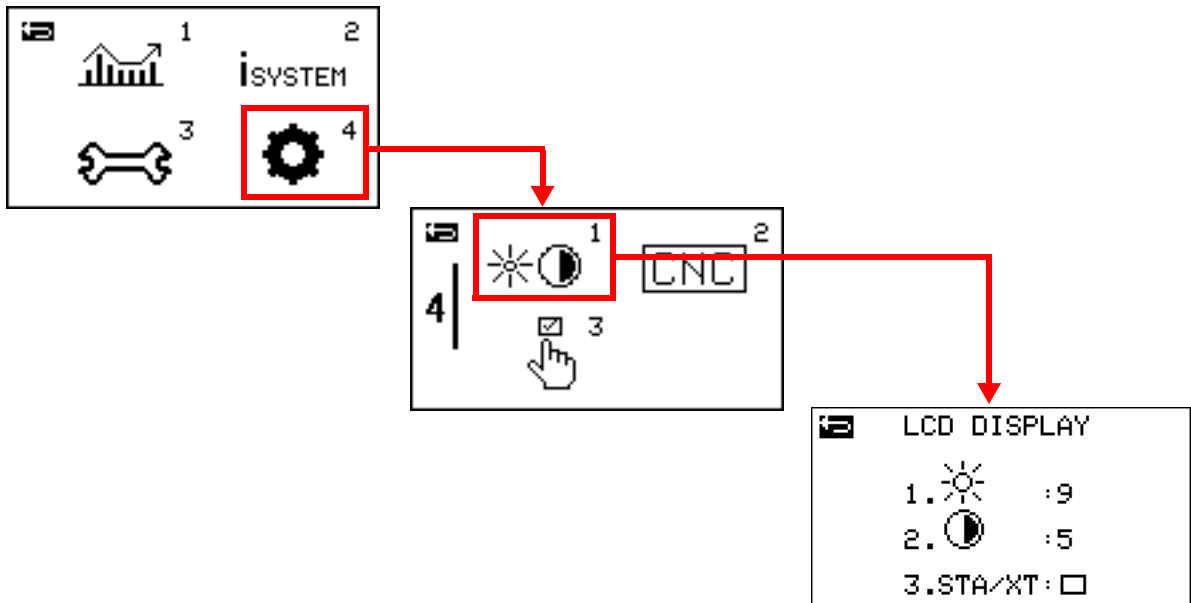 1
2
iSYSTEM
3
4
1
2
4
CNC
3
LCD DISPLAY
1. :9
2. :5
3.STA/XT: